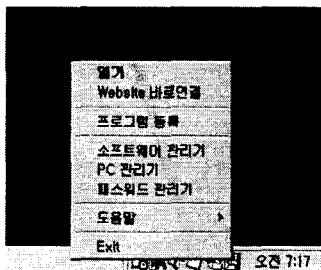 열기
Website 바로연결
프로그램 등록
소프트웨어 관리기
PC 관리기
패스워드 관리기
도움말
Exit
오전 7:17